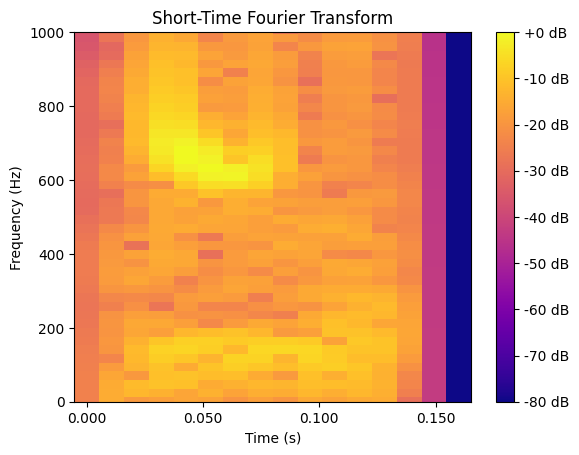 Short-Time Fourier Transform
1000
800
600
400
200
0
Frequency (Hz)
0.000
0.050
0.100
0.150
Time (s)
+0 dB
-10 dB
-20 dB
-30 dB
-40 dB
-50 dB
-60 dB
-70 dB
-80 dB